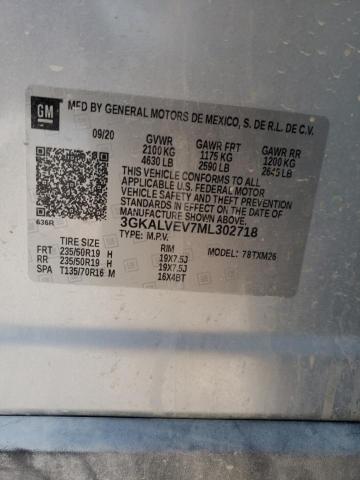 GM MFD BY GENERAL MOTORS DE MEXICO, S. DE R.L. DE C.V.
09/20 GVWR GAWR FRT GAWR RR
2100 KG 1175 KG 1200 KG
4630 LB 2590 LB 2645 LB
THIS VEHICLE CONFORMS TO ALL
APPLICABLE U.S. FEDERAL MOTOR
VEHICLE SAFETY AND THEFT PREVENTION
STANDARDS IN EFFECT ON THE DATE OF
MANUFACTURE SHOWN ABOVE.
636R 3GKALVEV7ML302718
TYPE: M.P.V. MODEL: 78TXM26
TIRE SIZE RIM
FRT 235/50R19 H 19X7.5J
RR 235/50R19 H 19X7.5J
SPA T135/70R16 M 16X4BT